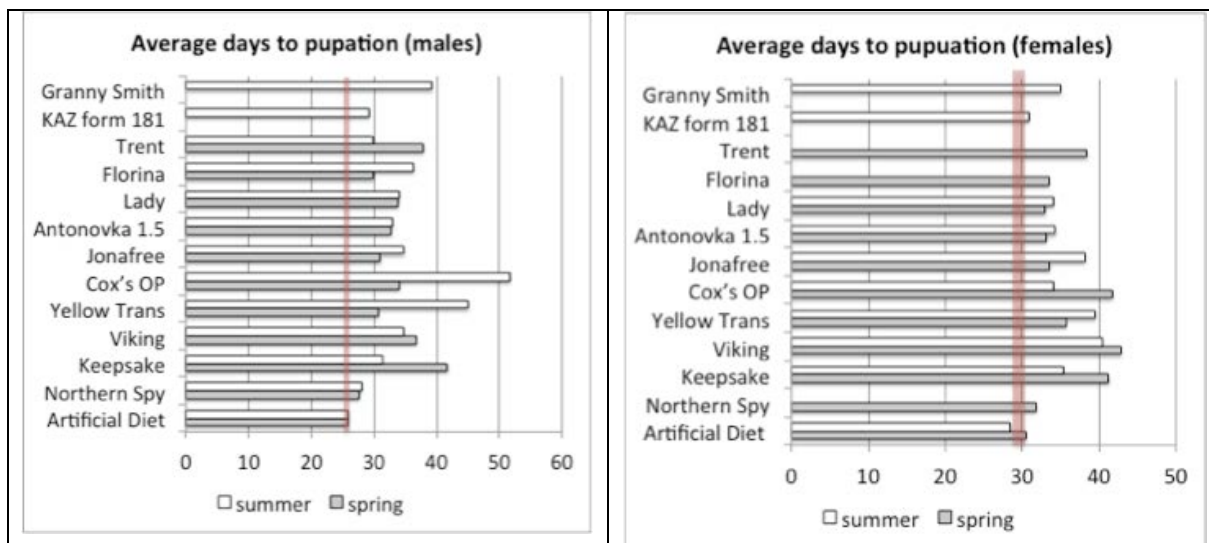 Average days to pupation (males)
Granny Smith
KAZ form 181
Trent
Florina
Lady
Antonovka 1.5
Jonafree
Cox's OP
Yellow Trans
Viking
Keepsake
Northern Spy
Artificial Diet
0 10 20 30 40 50 60
summer spring
Average days to pupuation (females)
Granny Smith
KAZ form 181
Trent
Florina
Lady
Antonovka 1.5
Jonafree
Cox's OP
Yellow Trans
Viking
Keepsake
Northern Spy
Artificial Diet
0 10 20 30 40 50
summer spring